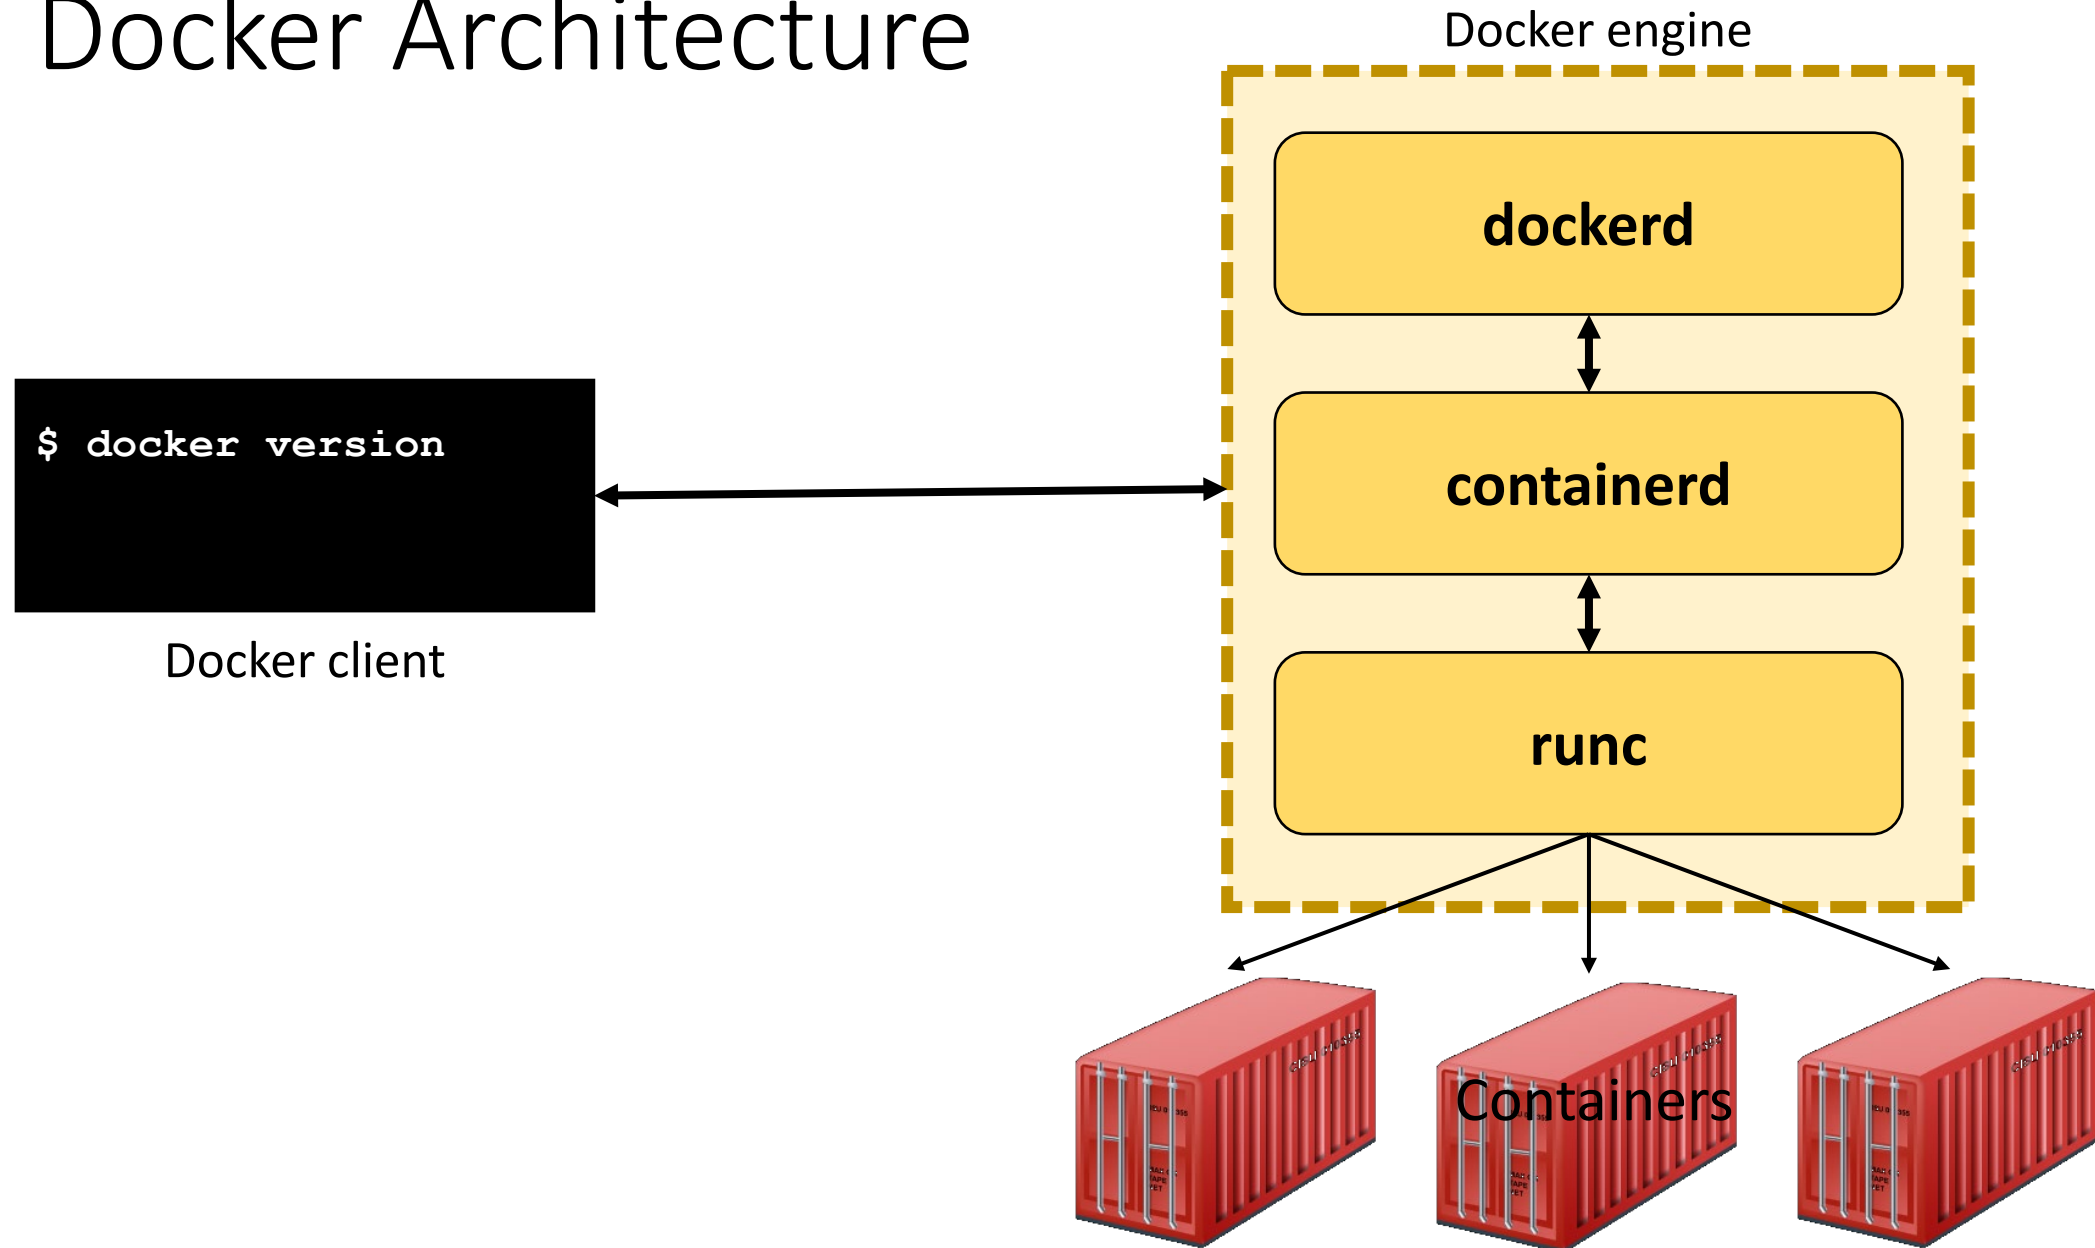 Docker Architecture
Docker engine
dockerd
$ docker version
containerd
Docker client
runc
Containers